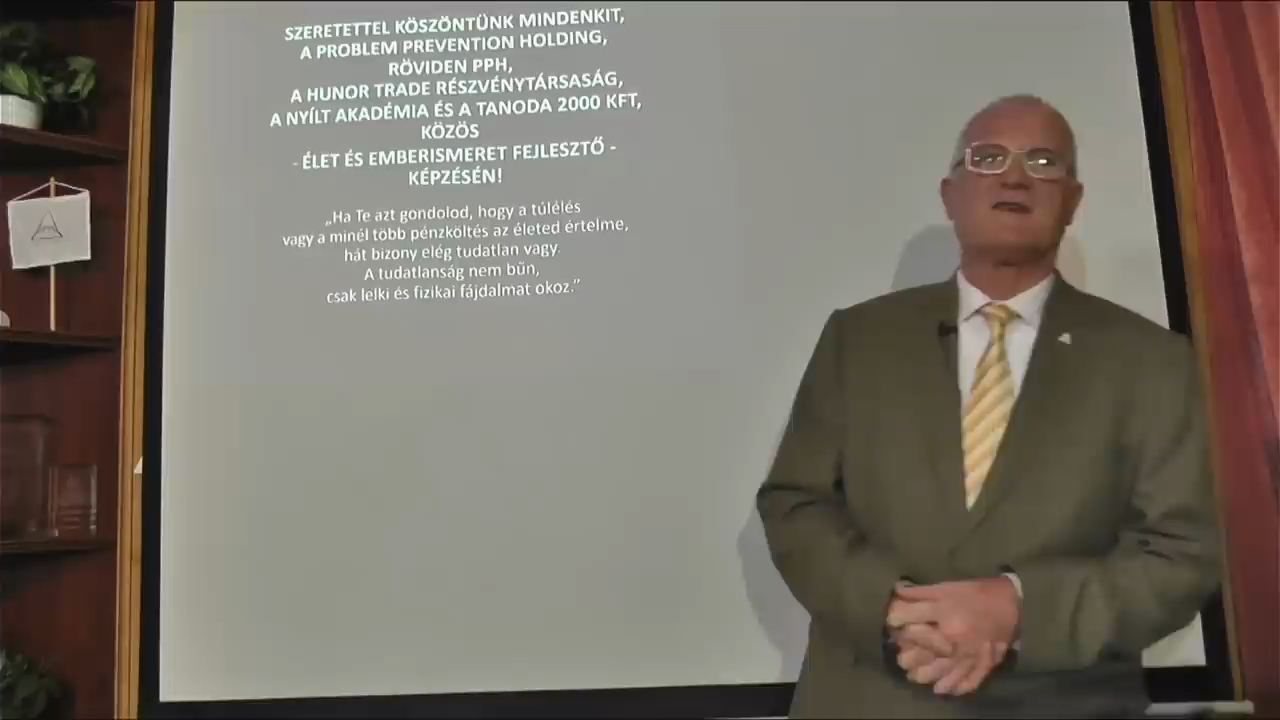 SZERETETTEL KÖSZÖNTÜNK MINDENKIT,
A PROBLEM PREVENTION HOLDING,
RÖVIDEN PPH,
A HUNOR TRADE RÉSZVÉNYTÁRSASÁG,
A NYÍLT AKADÉMIA ÉS A TANODA 2000 KFT,
KÖZÖS
- ÉLET ÉS EMBERISMERET FEJLESZTŐ -
KÉPZÉSÉN!
„Ha Te azt gondolod, hogy a túlélés
vagy a minél több pénzköltés az életed értelme,
hát bizony elég tudatlan vagy.
A tudatlanság nem bűn,
csak lelki és fizikai fájdalmat okoz.”